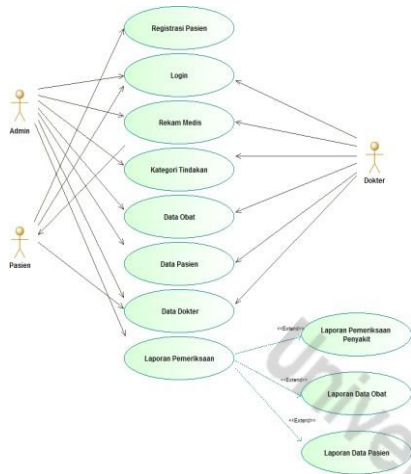 Registrasi Pasien
Login
Admin
Rekam Medis
Kategori Tindakan
Dokter
Data Obat
Pasien
Data Pasien
Data Dokter
Laporan Pemeriksaan
<<Extend>>
Laporan Pemeriksaan
Penyakit
<<Extend>>
Laporan Data Obat
<<Extend>>
Laporan Data Pasien
Univer